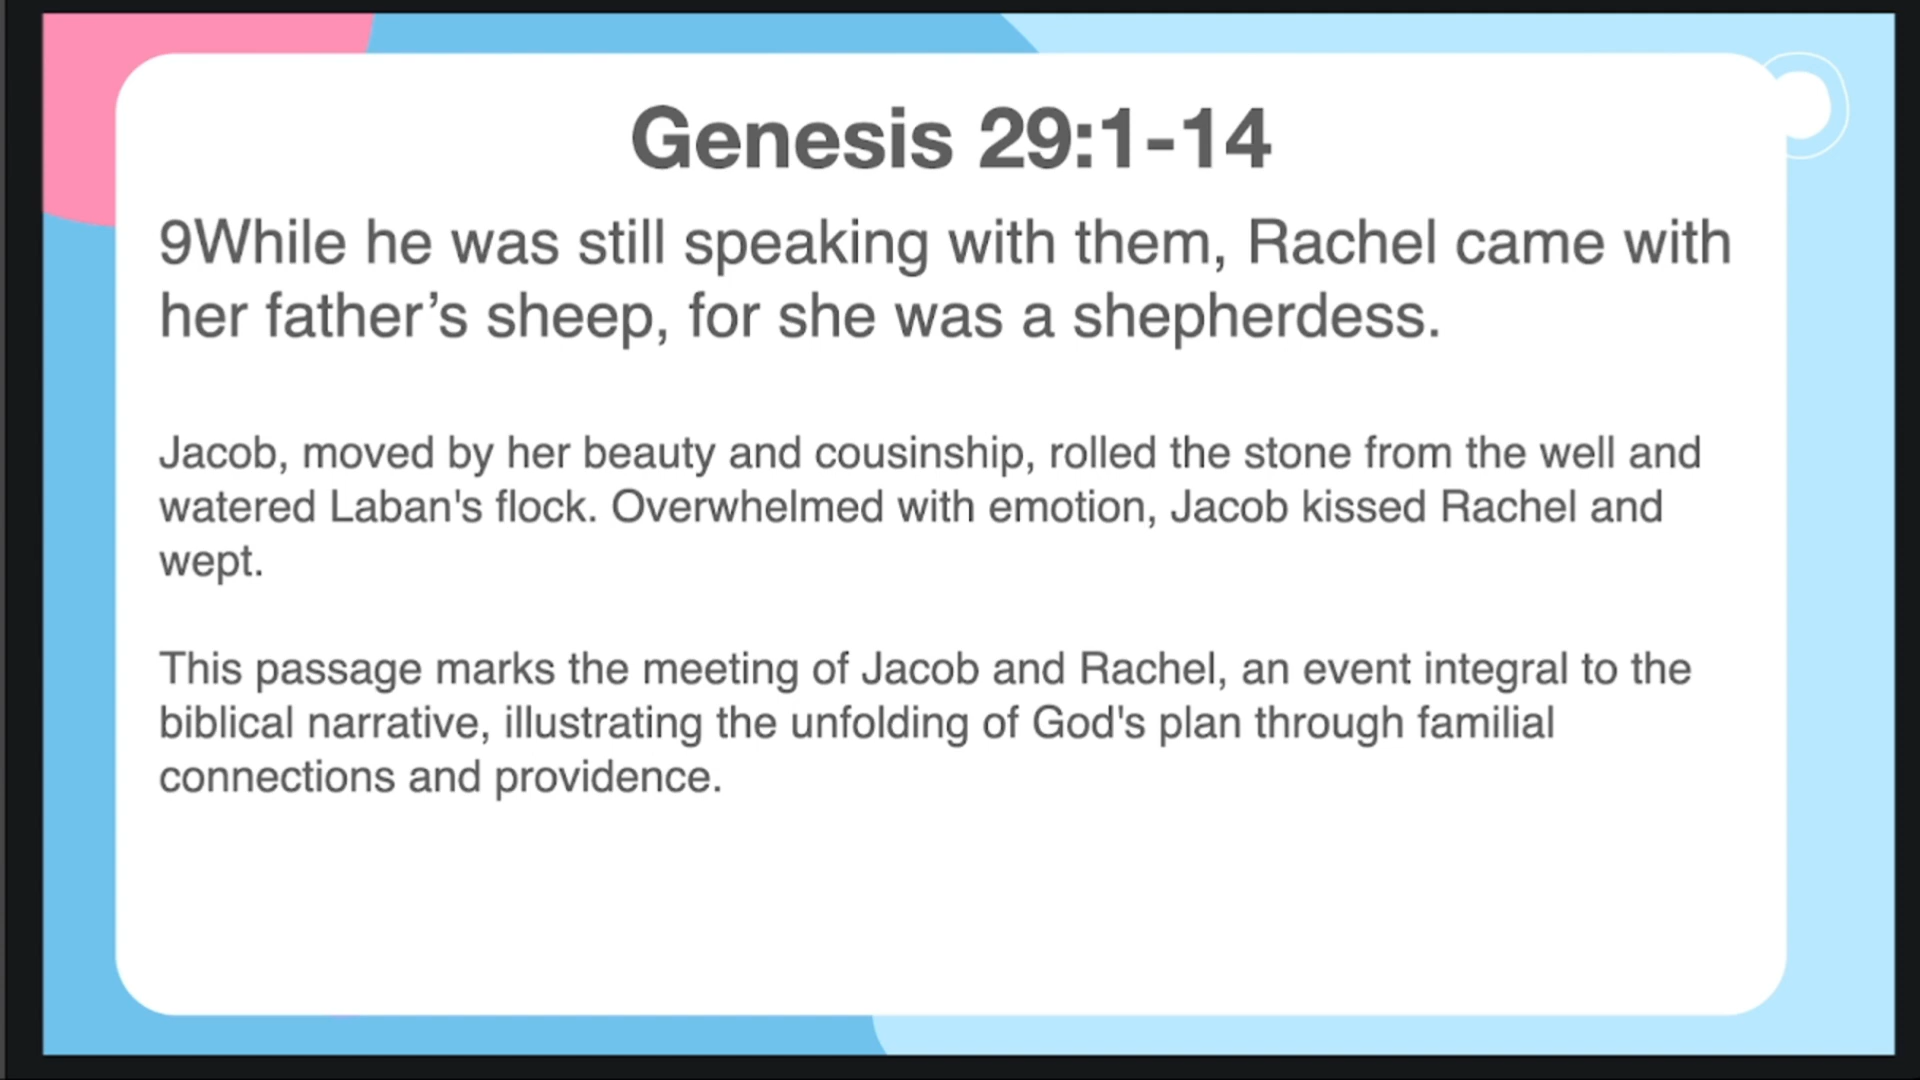 Genesis 29:1-14
9While he was still speaking with them, Rachel came with
her father’s sheep, for she was a shepherdess.
Jacob, moved by her beauty and cousinship, rolled the stone from the well and
watered Laban's flock. Overwhelmed with emotion, Jacob kissed Rachel and
wept.
This passage marks the meeting of Jacob and Rachel, an event integral to the
biblical narrative, illustrating the unfolding of God's plan through familial
connections and providence.